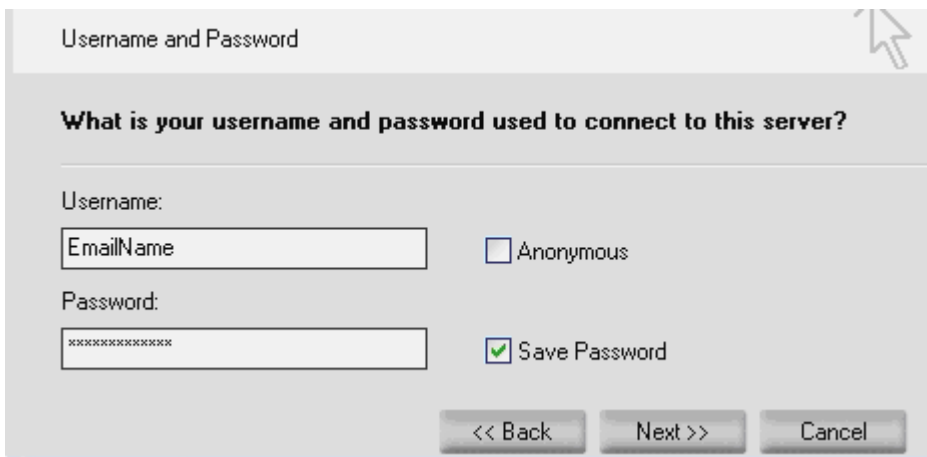 Username and Password
What is your username and password used to connect to this server?
Username:
EmailName
Anonymous
Password:
*************
Save Password
<< Back Next >> Cancel